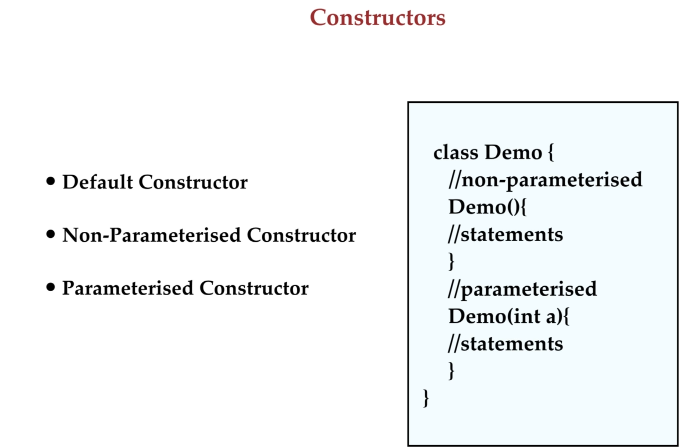 Constructors
• Default Constructor
• Non-Parameterised Constructor
• Parameterised Constructor
class Demo {
//non-parameterised
Demo(){
//statements
}
//parameterised
Demo(int a){
//statements
}
}